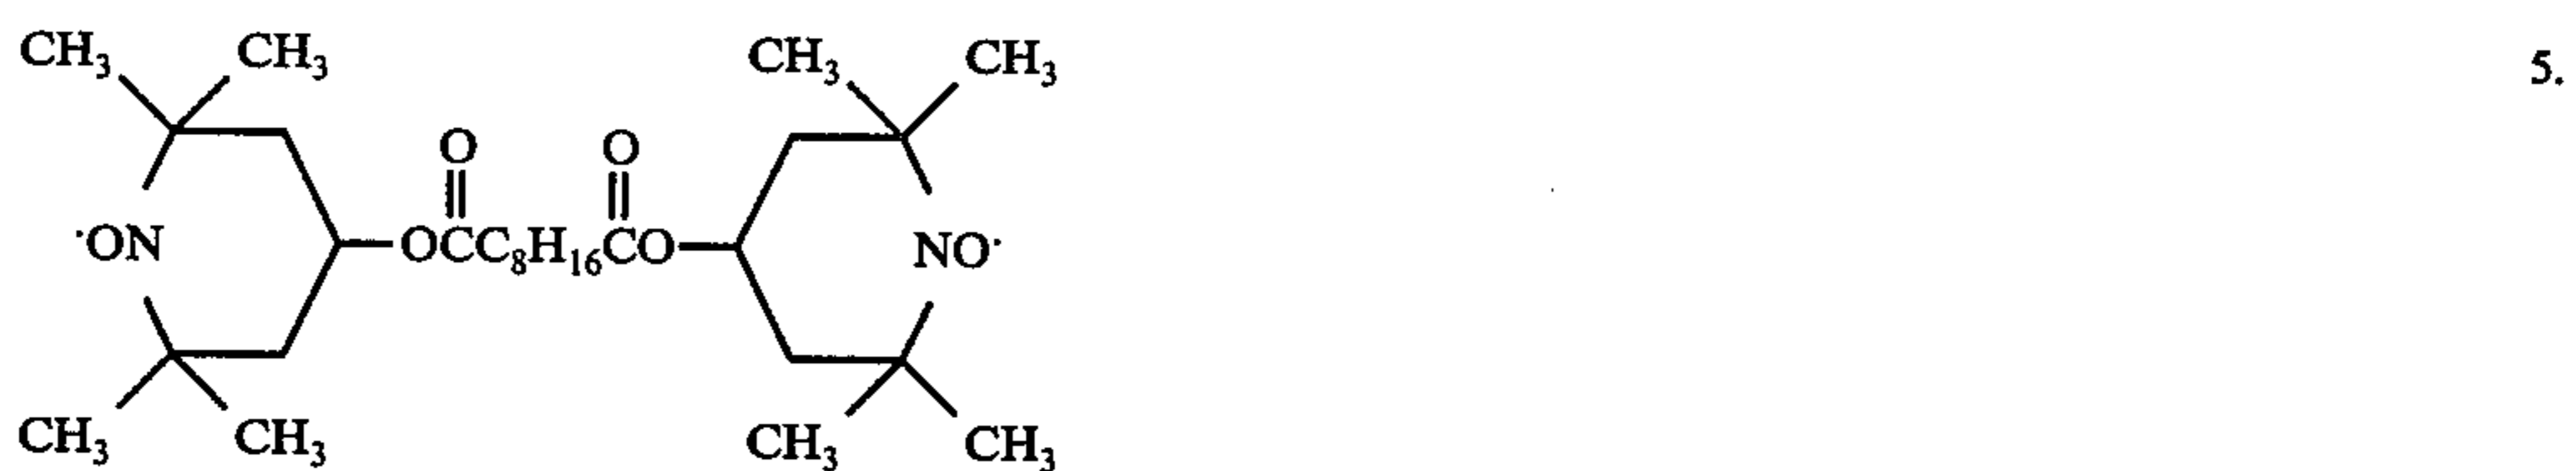 CH₃ CH₃ CH₃ CH₃ 5.
O O
·ON OCC₈H₁₆CO NO·
CH₃ CH₃ CH₃ CH₃